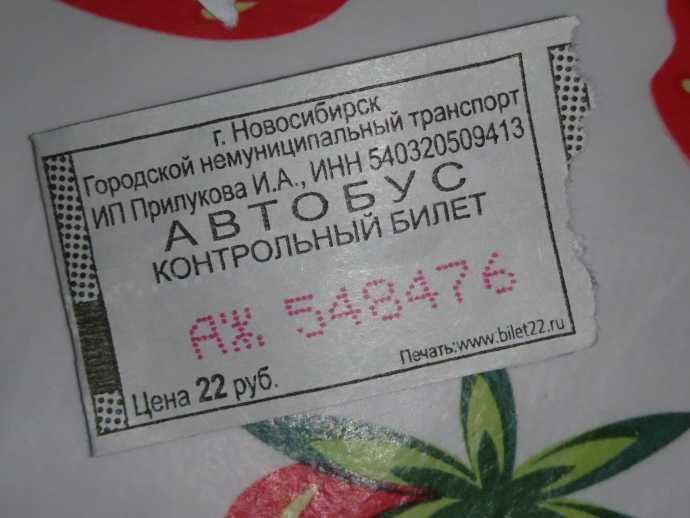 г. Новосибирск
Городской немуниципальный транспорт
ИП Прилукова И.А., ИНН 540320509413
АВТОБУС
КОНТРОЛЬНЫЙ БИЛЕТ
АЖ 548476
Цена 22 руб.
Печать:www.bilet22.ru